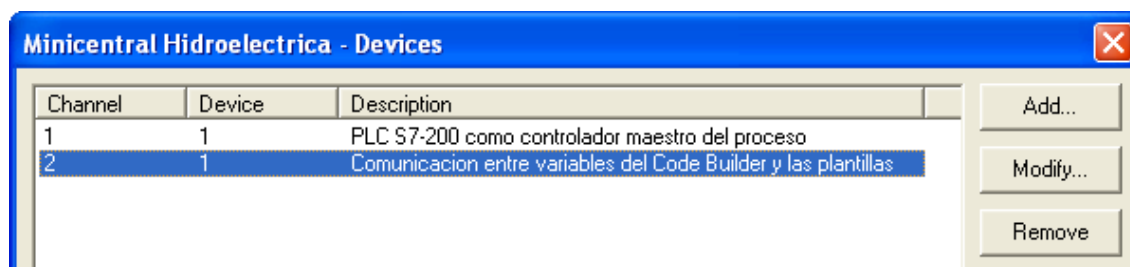 Minicentral Hidroelectrica - Devices
Channel Device Description
1 1 PLC S7-200 como controlador maestro del proceso
2 1 Comunicacion entre variables del Code Builder y las plantillas
Add...
Modify...
Remove